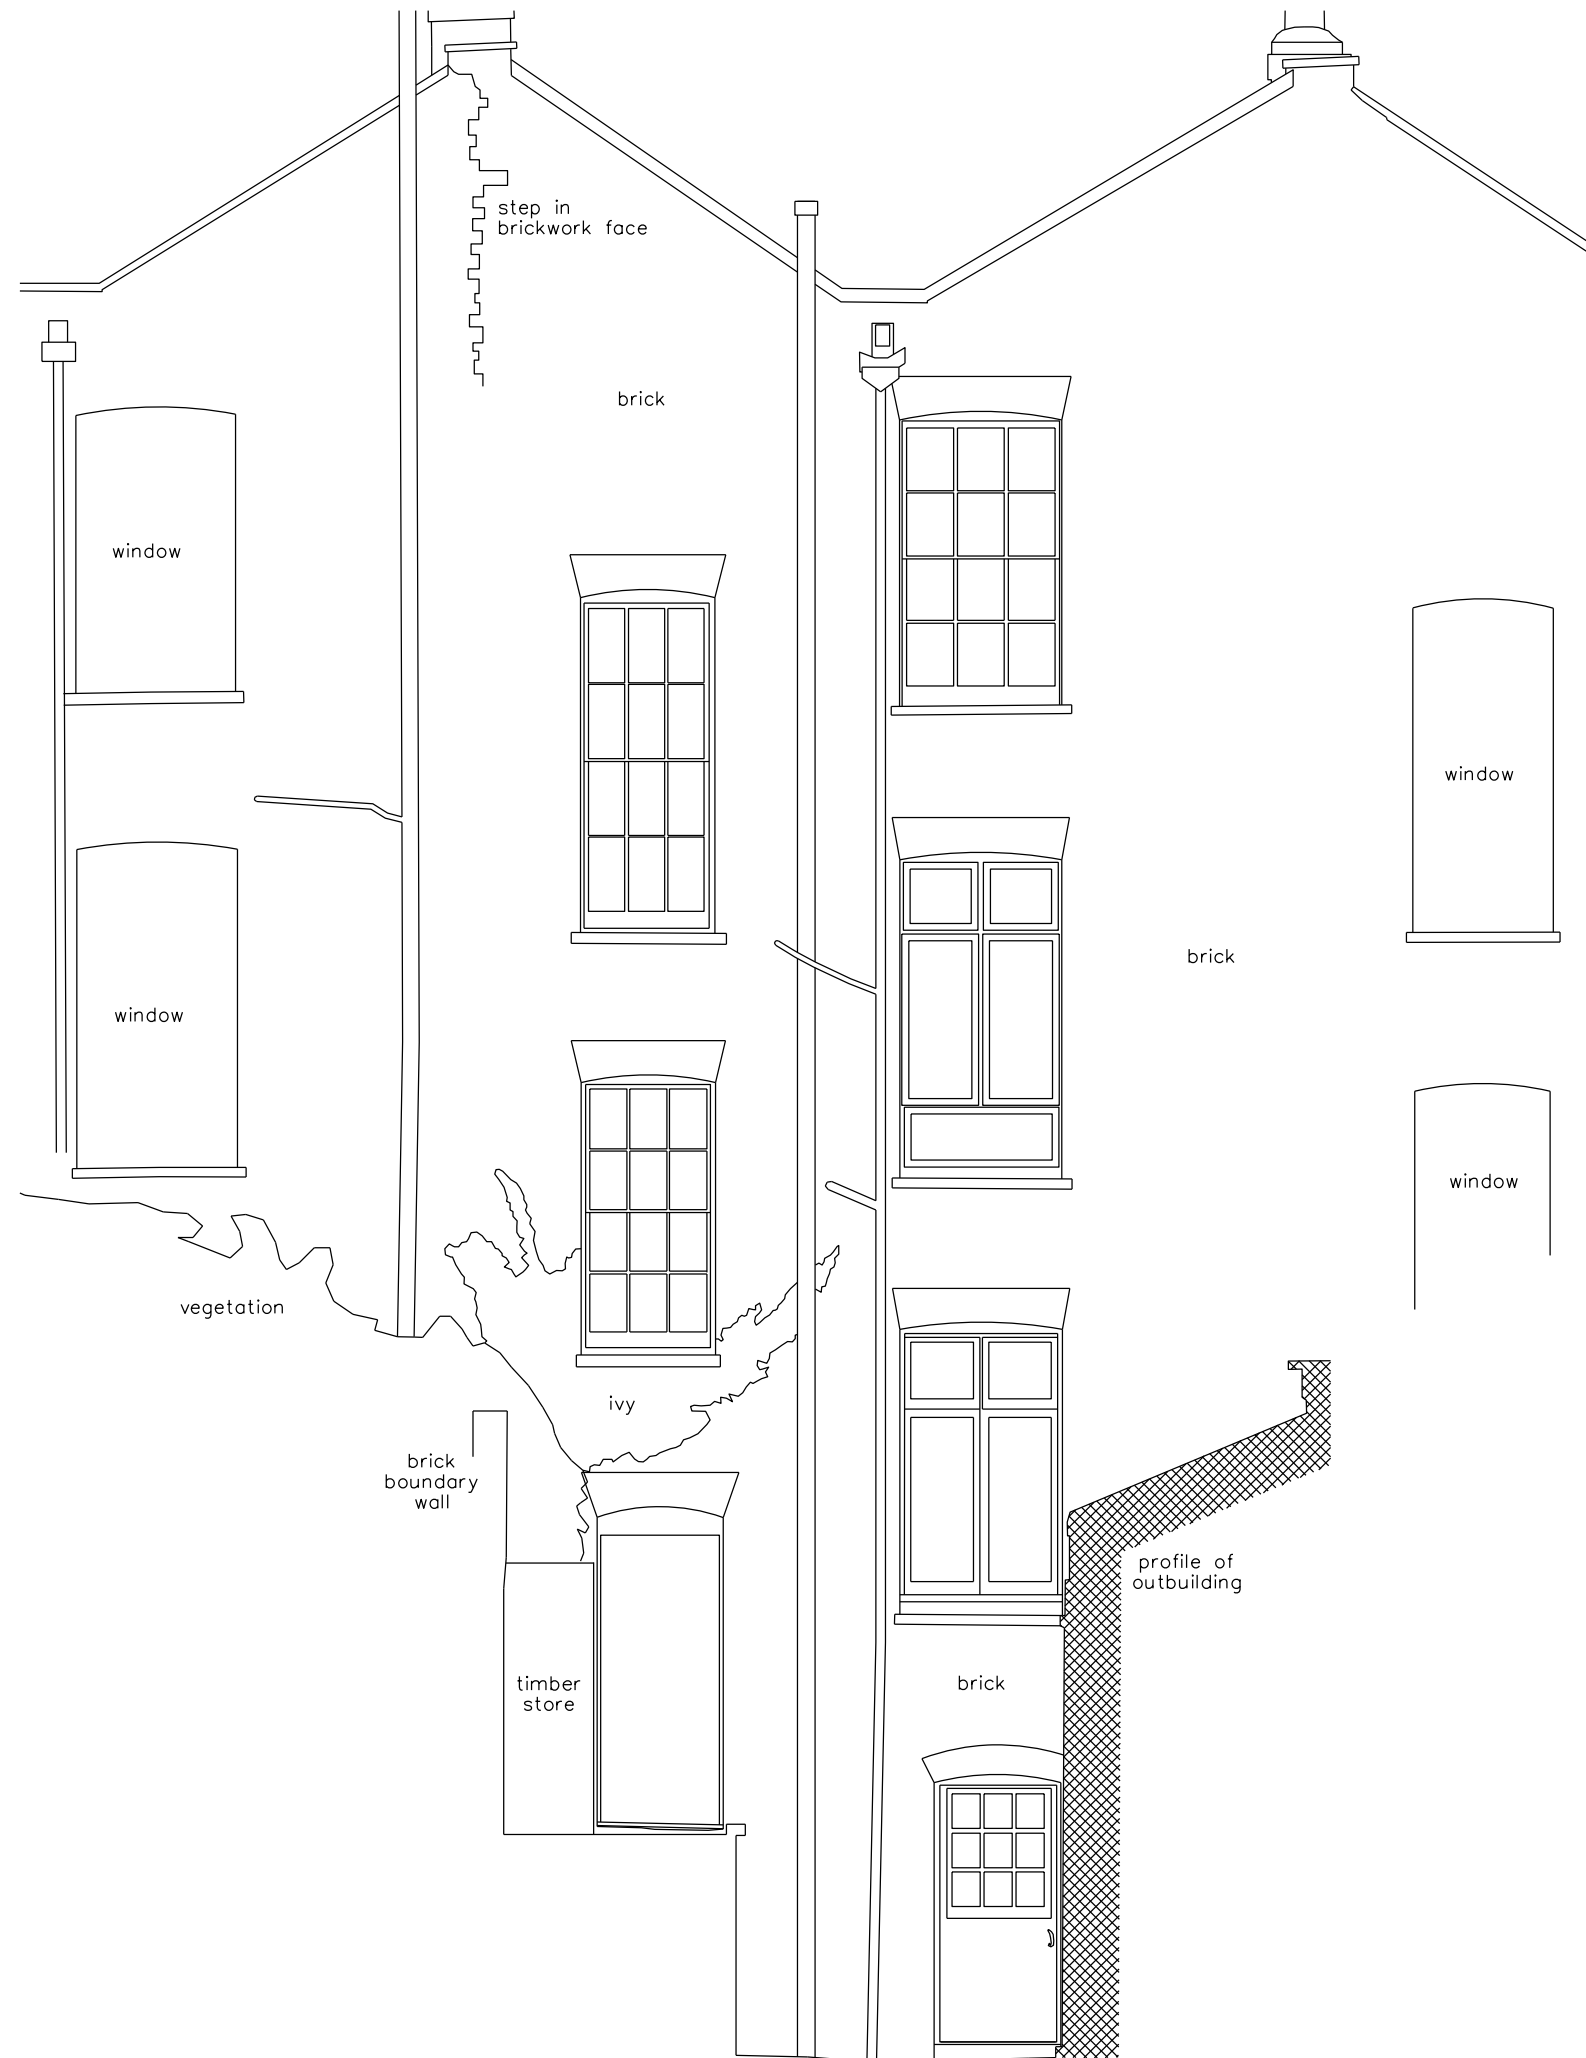 step in
brickwork face
brick
window
window
brick
window
window
vegetation
ivy
brick
boundary
wall
profile of
outbuilding
timber
store
brick